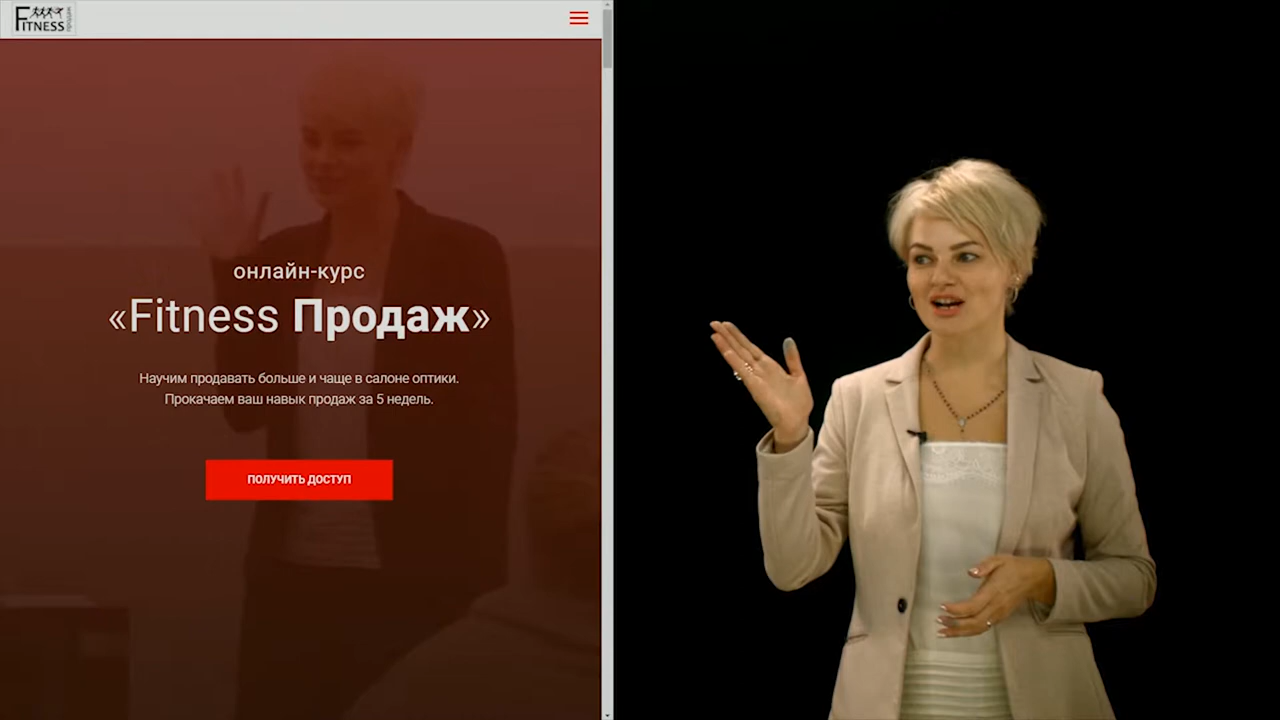 FITNESS
продаж
онлайн-курс
«Fitness Продаж»
Научим продавать больше и чаще в салоне оптики.
Прокачаем ваш навык продаж за 5 недель.
ПОЛУЧИТЬ ДОСТУП